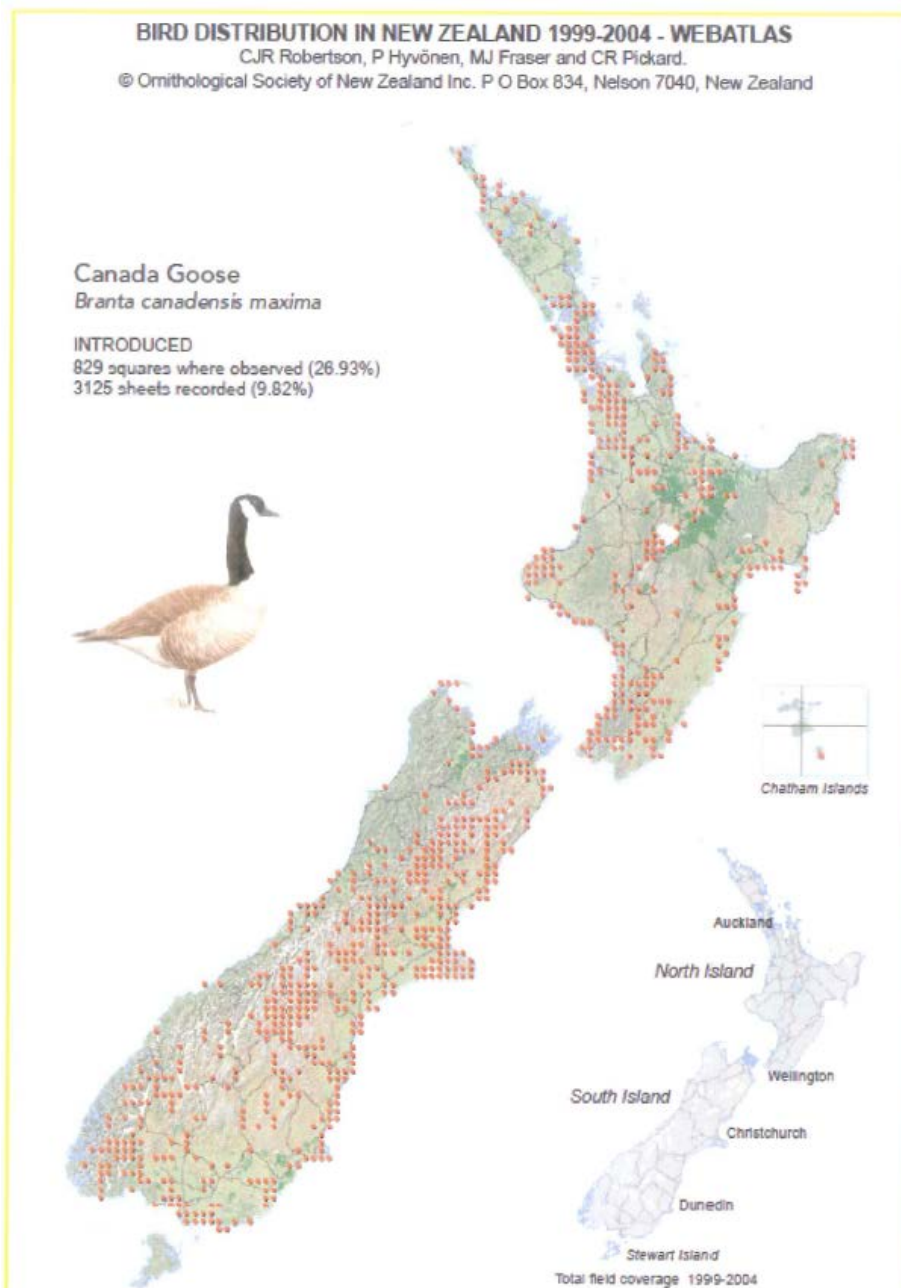 BIRD DISTRIBUTION IN NEW ZEALAND 1999-2004 - WEBATLAS
CJR Robertson, P Hyvönen, MJ Fraser and CR Pickard.
© Ornithological Society of New Zealand Inc. P O Box 834, Nelson 7040, New Zealand
Canada Goose
Branta canadensis maxima
INTRODUCED
829 squares where observed (26.93%)
3125 sheets recorded (9.82%)
Chatham Islands
Auckland
North Island
Wellington
South Island
Christchurch
Dunedin
Stewart Island
Total field coverage 1999-2004